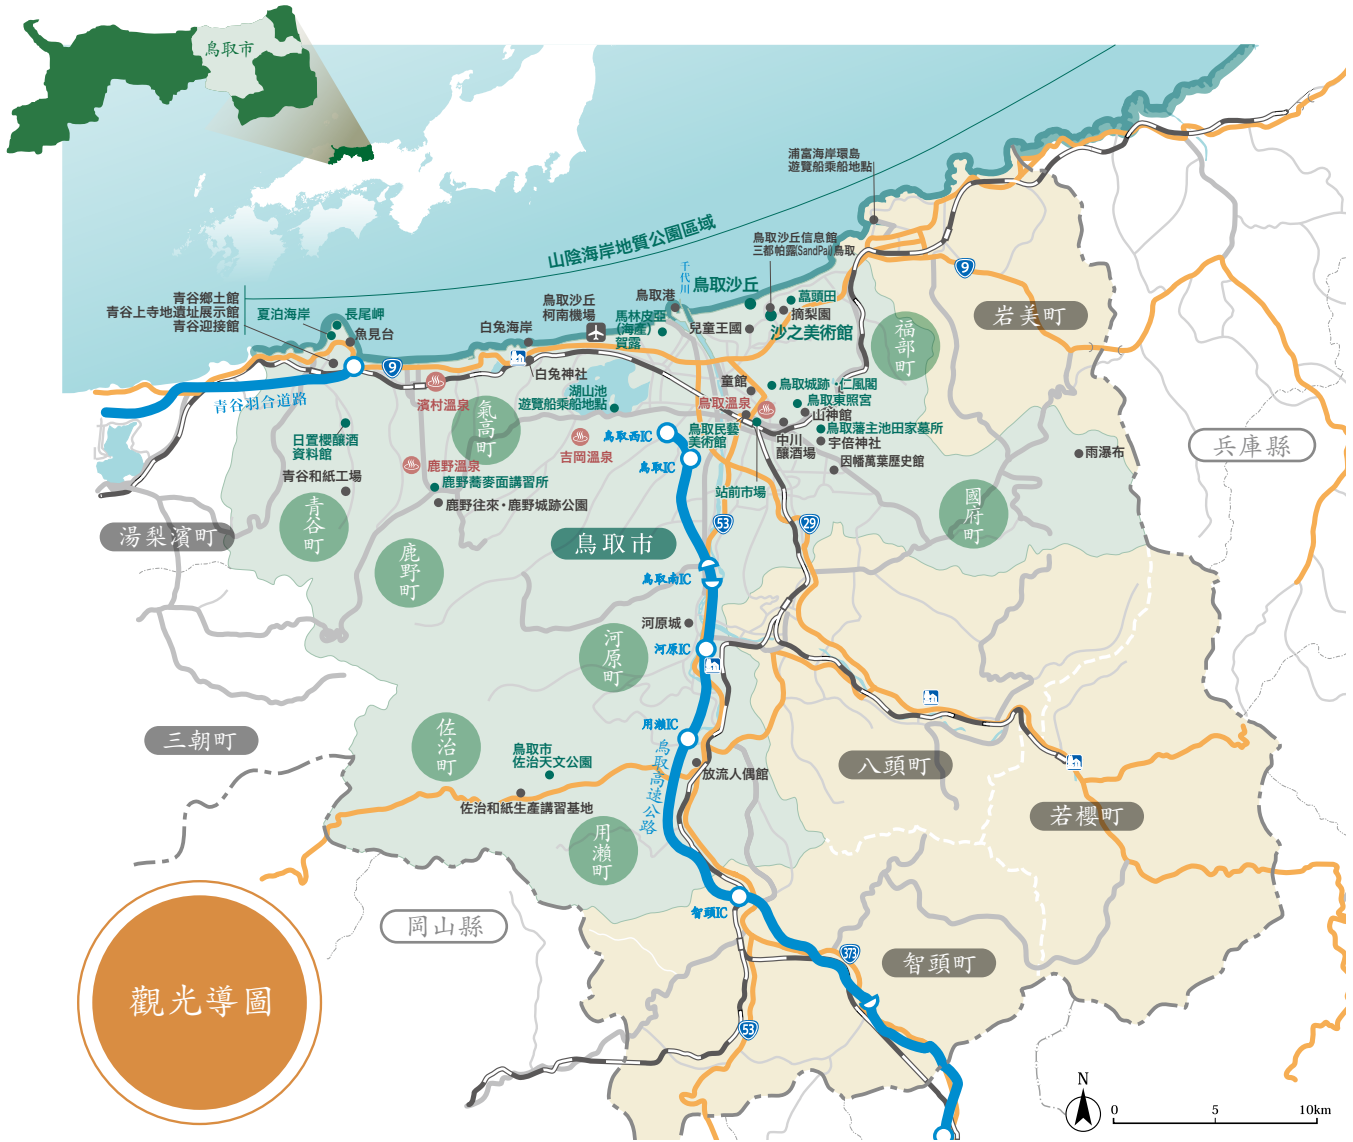 鳥取市
山陰海岸地質公園區域
浦富海岸環島
遊覽船乘船地點
鳥取沙丘信息館
三都帕露(SandPal)鳥取
千代川
鳥取沙丘
藠頭田
摘梨園
沙之美術館
兒童王國
鳥取港
鳥取沙丘
柯南機場
馬林皮亞
(海產)
賀露
白兔海岸
白兔神社
青谷鄉土館
青谷上寺地遺址展示館
青谷迎接館
夏泊海岸
長尾岬
魚見台
9
9
岩美町
福部町
青谷羽合道路
濱村溫泉
氣高町
湖山池
遊覽船乘船地點
童館
鳥取城跡・仁風閣
鳥取東照宮
山神館
鳥取溫泉
鳥取藩主池田家墓所
宇倍神社
中川
釀酒場
因幡萬葉歷史館
鳥取民藝
美術館
站前市場
鳥取西IC
鳥取IC
吉岡溫泉
日置櫻釀酒
資料館
青谷和紙工場
鹿野溫泉
鹿野蕎麥面講習所
鹿野往來・鹿野城跡公園
雨瀑布
兵庫縣
國府町
青谷町
湯梨濱町
鹿野町
鳥取市
53
29
鳥取南IC
河原城
河原IC
河原町
三朝町
佐治町
鳥取市
佐治天文公園
用瀨IC
鳥取高速公路
放流人偶館
佐治和紙生產講習基地
八頭町
若櫻町
用瀨町
智頭IC
岡山縣
373
智頭町
53
觀光導圖
N
0
5
10km